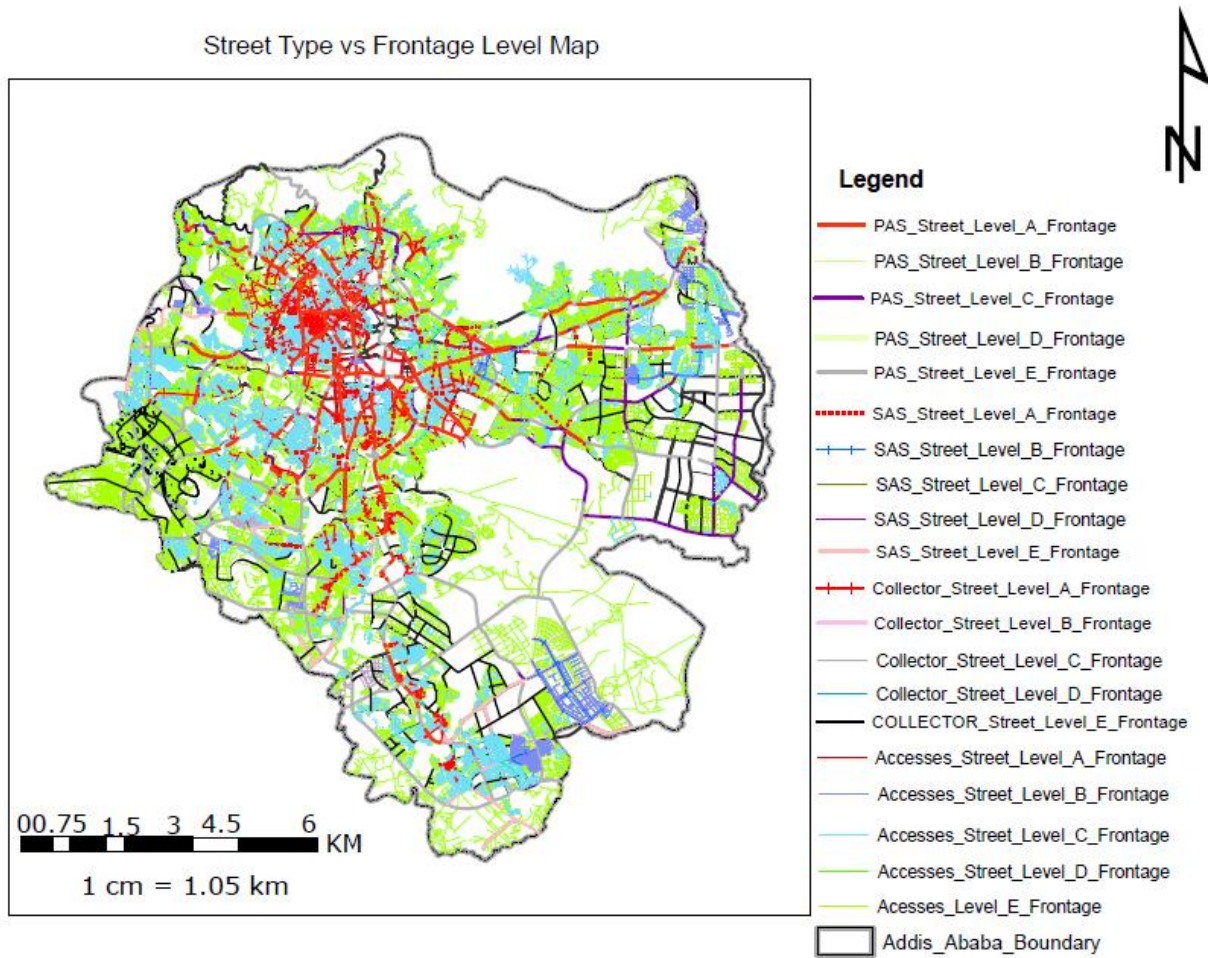 Street Type vs Frontage Level Map
N
Legend
PAS_Street_Level_A_Frontage
PAS_Street_Level_B_Frontage
PAS_Street_Level_C_Frontage
PAS_Street_Level_D_Frontage
PAS_Street_Level_E_Frontage
SAS_Street_Level_A_Frontage
SAS_Street_Level_B_Frontage
SAS_Street_Level_C_Frontage
SAS_Street_Level_D_Frontage
SAS_Street_Level_E_Frontage
Collector_Street_Level_A_Frontage
Collector_Street_Level_B_Frontage
Collector_Street_Level_C_Frontage
Collector_Street_Level_D_Frontage
COLLECTOR_Street_Level_E_Frontage
Accesses_Street_Level_A_Frontage
Accesses_Street_Level_B_Frontage
Accesses_Street_Level_C_Frontage
Accesses_Street_Level_D_Frontage
Acesses_Level_E_Frontage
Addis_Ababa_Boundary
00.75 1.5 3 4.5 6 KM
1 cm = 1.05 km